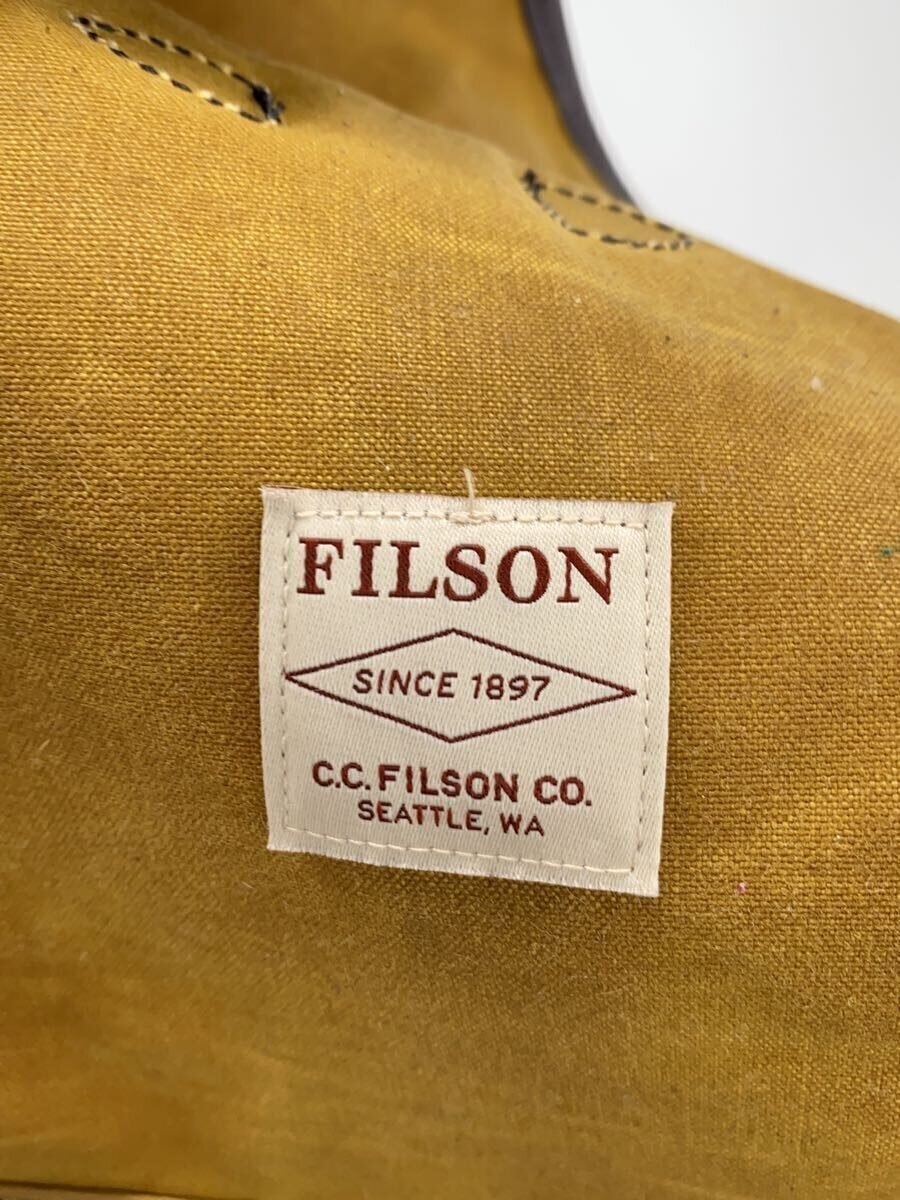 FILSON
SINCE 1897
C.C. FILSON CO.
SEATTLE, WA